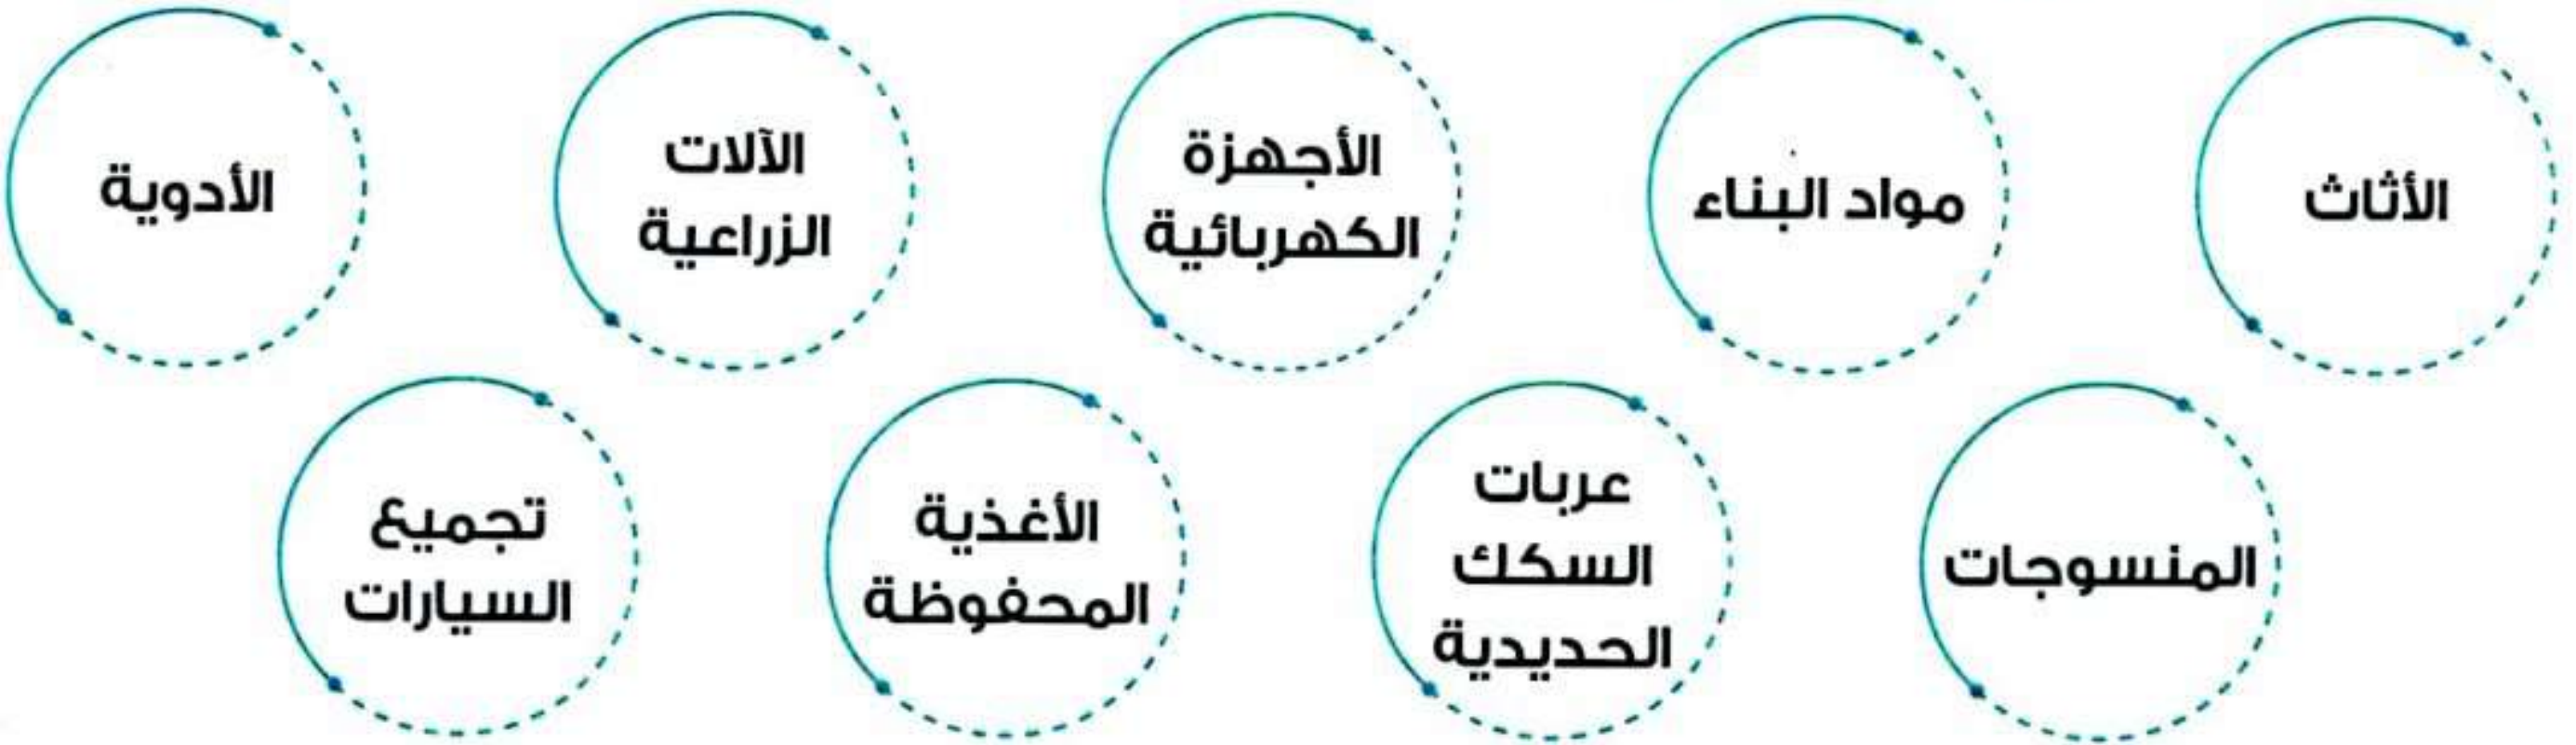 الأثاث
مواد البناء
الأجهزة
الكهربائية
الآلات
الزراعية
الأدوية
المنسوجات
عربات
السكك
الحديدية
الأغذية
المحفوظة
تجميع
السيارات